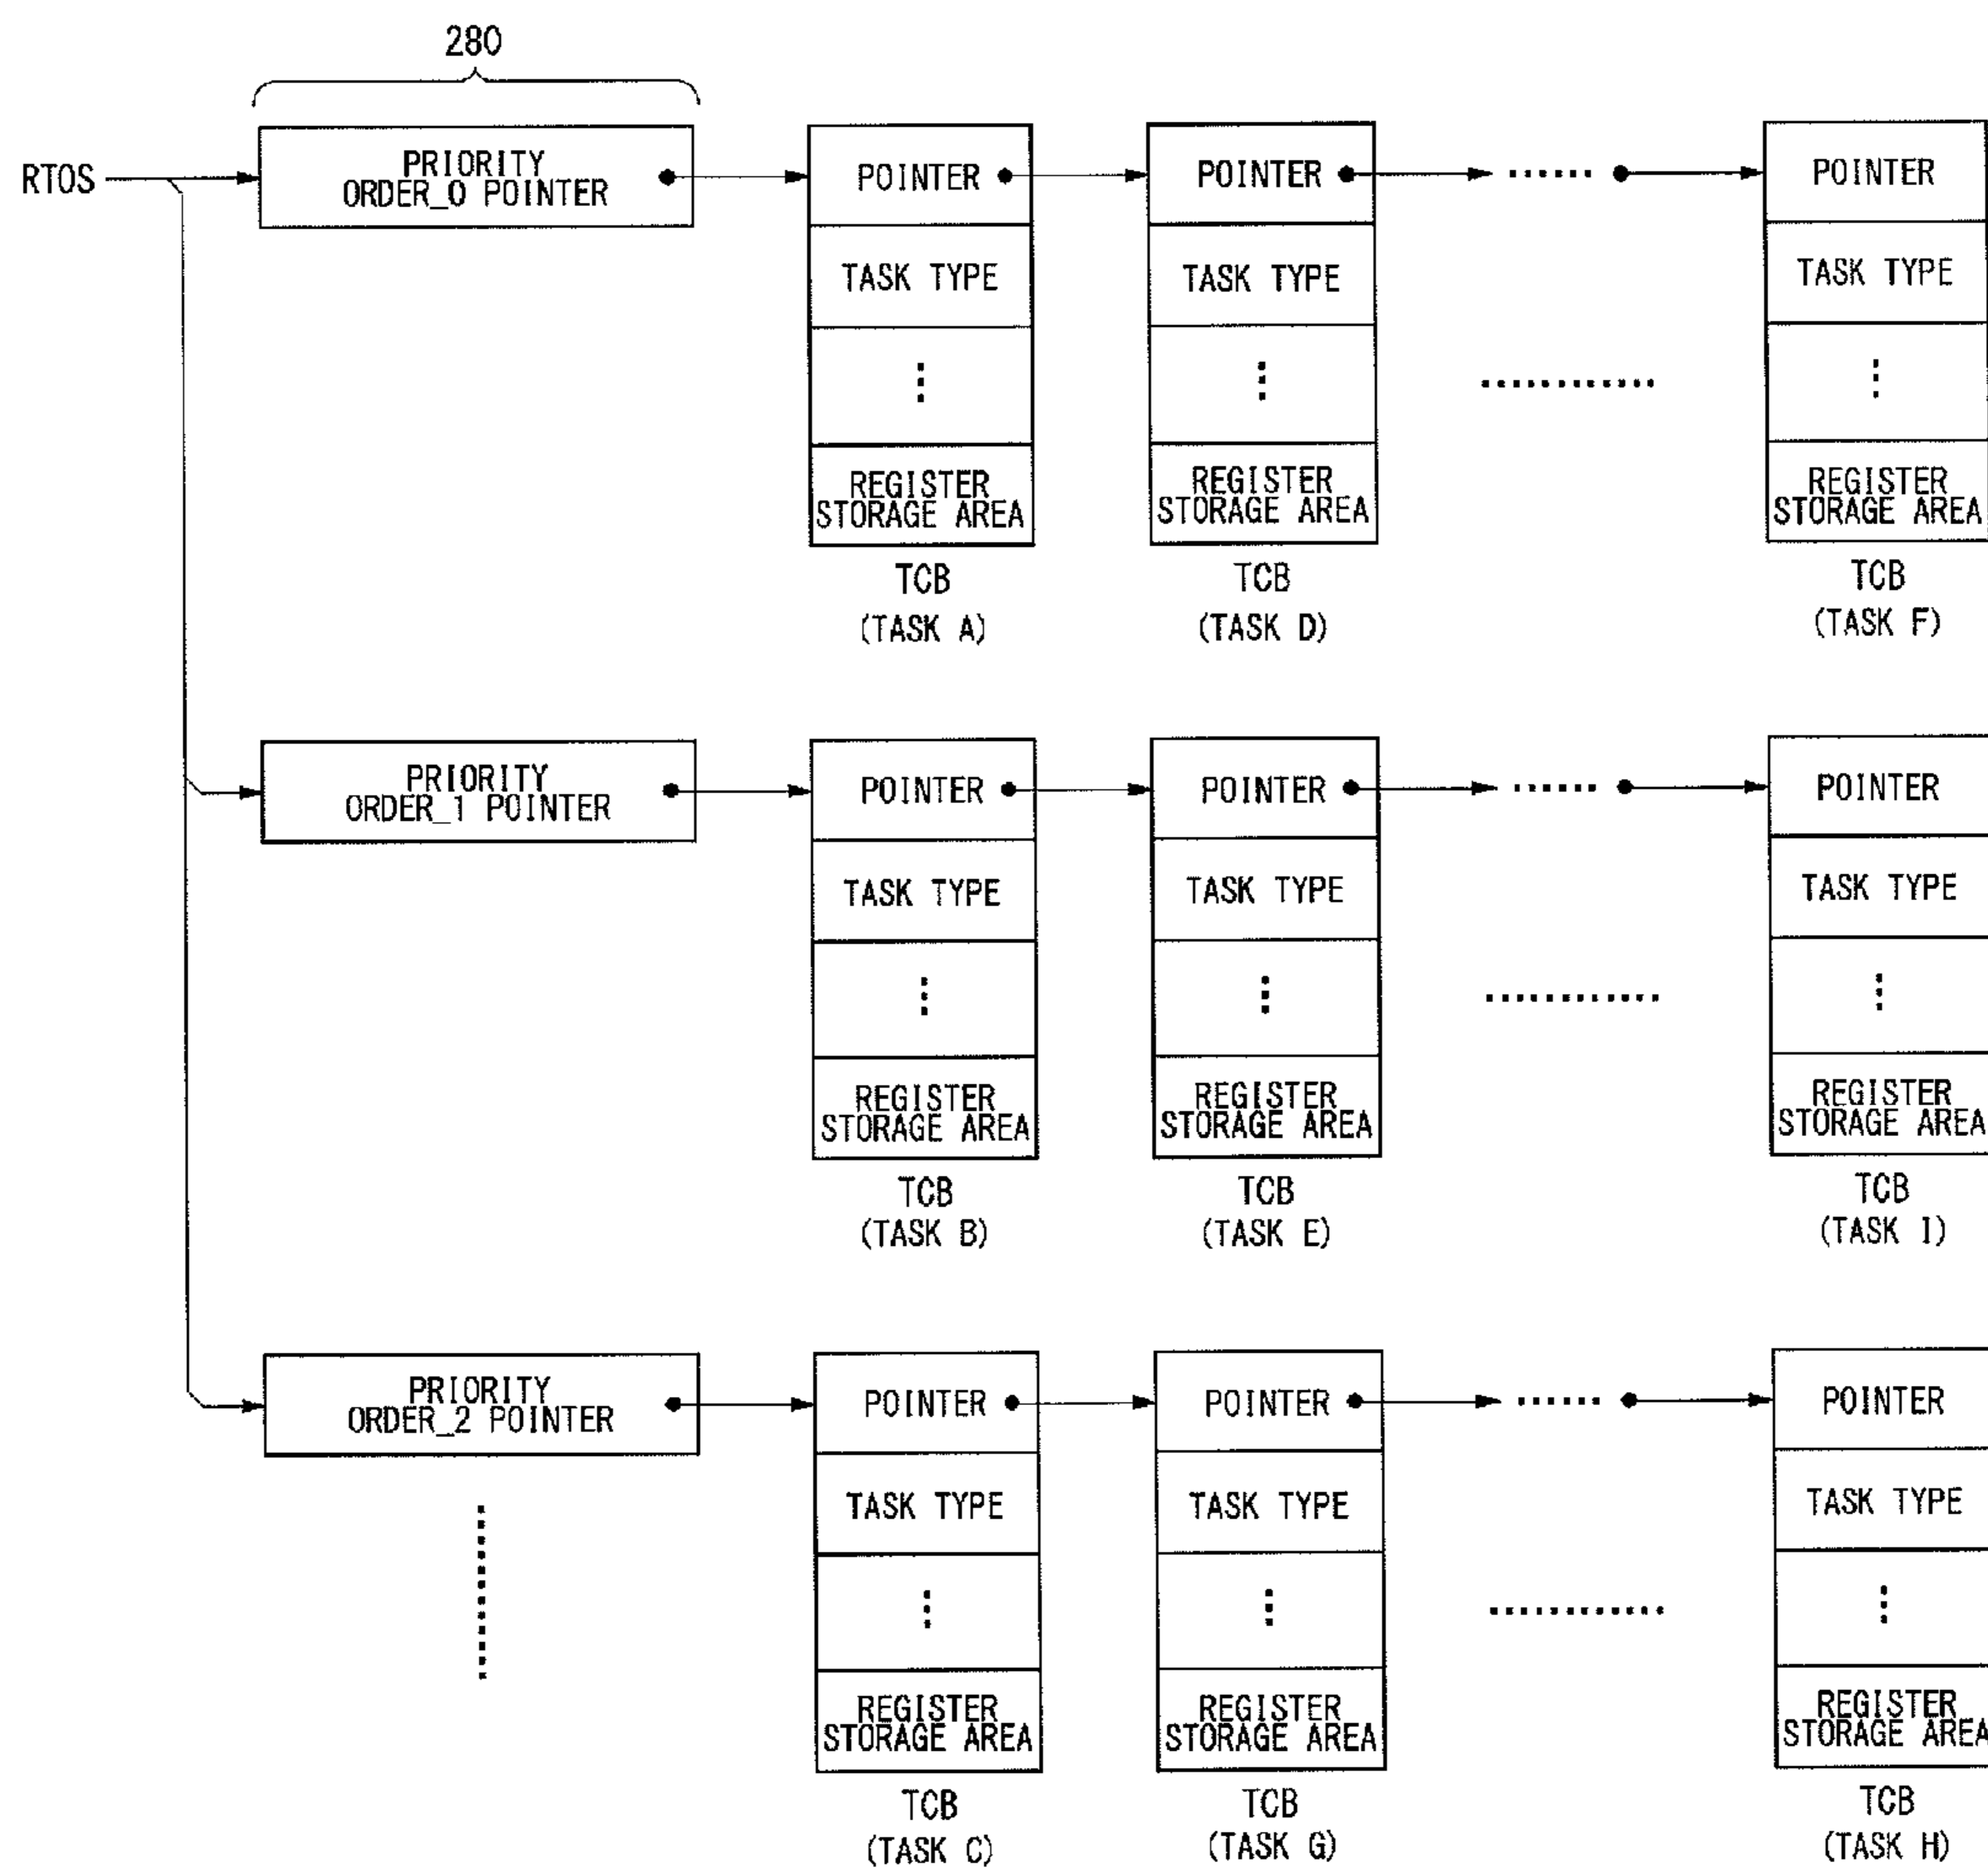 280
RTOS
PRIORITY
ORDER_0 POINTER
POINTER
POINTER
POINTER
TASK TYPE
TASK TYPE
TASK TYPE
REGISTER
STORAGE AREA
REGISTER
STORAGE AREA
REGISTER
STORAGE AREA
TCB
(TASK A)
TCB
(TASK D)
TCB
(TASK F)
PRIORITY
ORDER_1 POINTER
POINTER
POINTER
POINTER
TASK TYPE
TASK TYPE
TASK TYPE
REGISTER
STORAGE AREA
REGISTER
STORAGE AREA
REGISTER
STORAGE AREA
TCB
(TASK B)
TCB
(TASK E)
TCB
(TASK I)
PRIORITY
ORDER_2 POINTER
POINTER
POINTER
POINTER
TASK TYPE
TASK TYPE
TASK TYPE
REGISTER
STORAGE AREA
REGISTER
STORAGE AREA
REGISTER
STORAGE AREA
TCB
(TASK C)
TCB
(TASK G)
TCB
(TASK H)